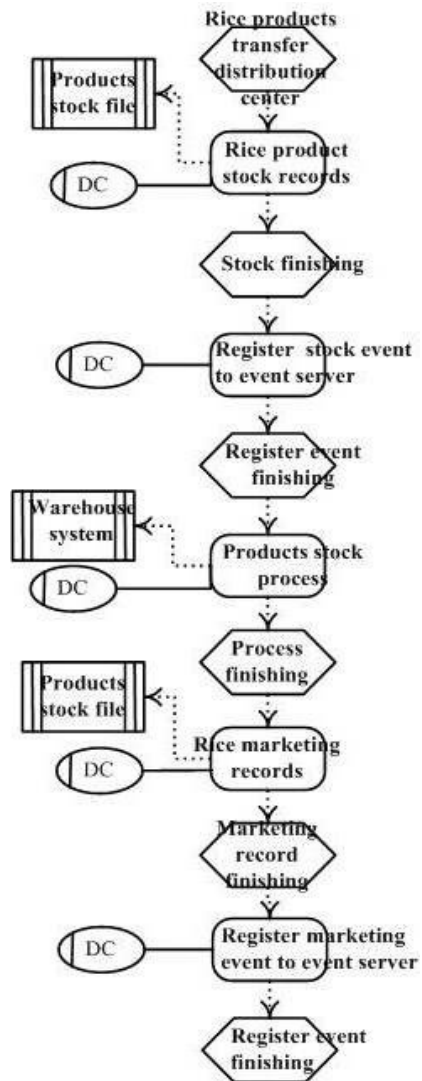 Rice products
transfer
distribution
center
Products
stock file
Rice product
stock records
DC
Stock finishing
Register stock event
to event server
DC
Register event
finishing
Warehouse
system
Products stock
process
DC
Process
finishing
Products
stock file
Rice marketing
records
DC
Marketing
record
finishing
Register marketing
event to event server
DC
Register event
finishing